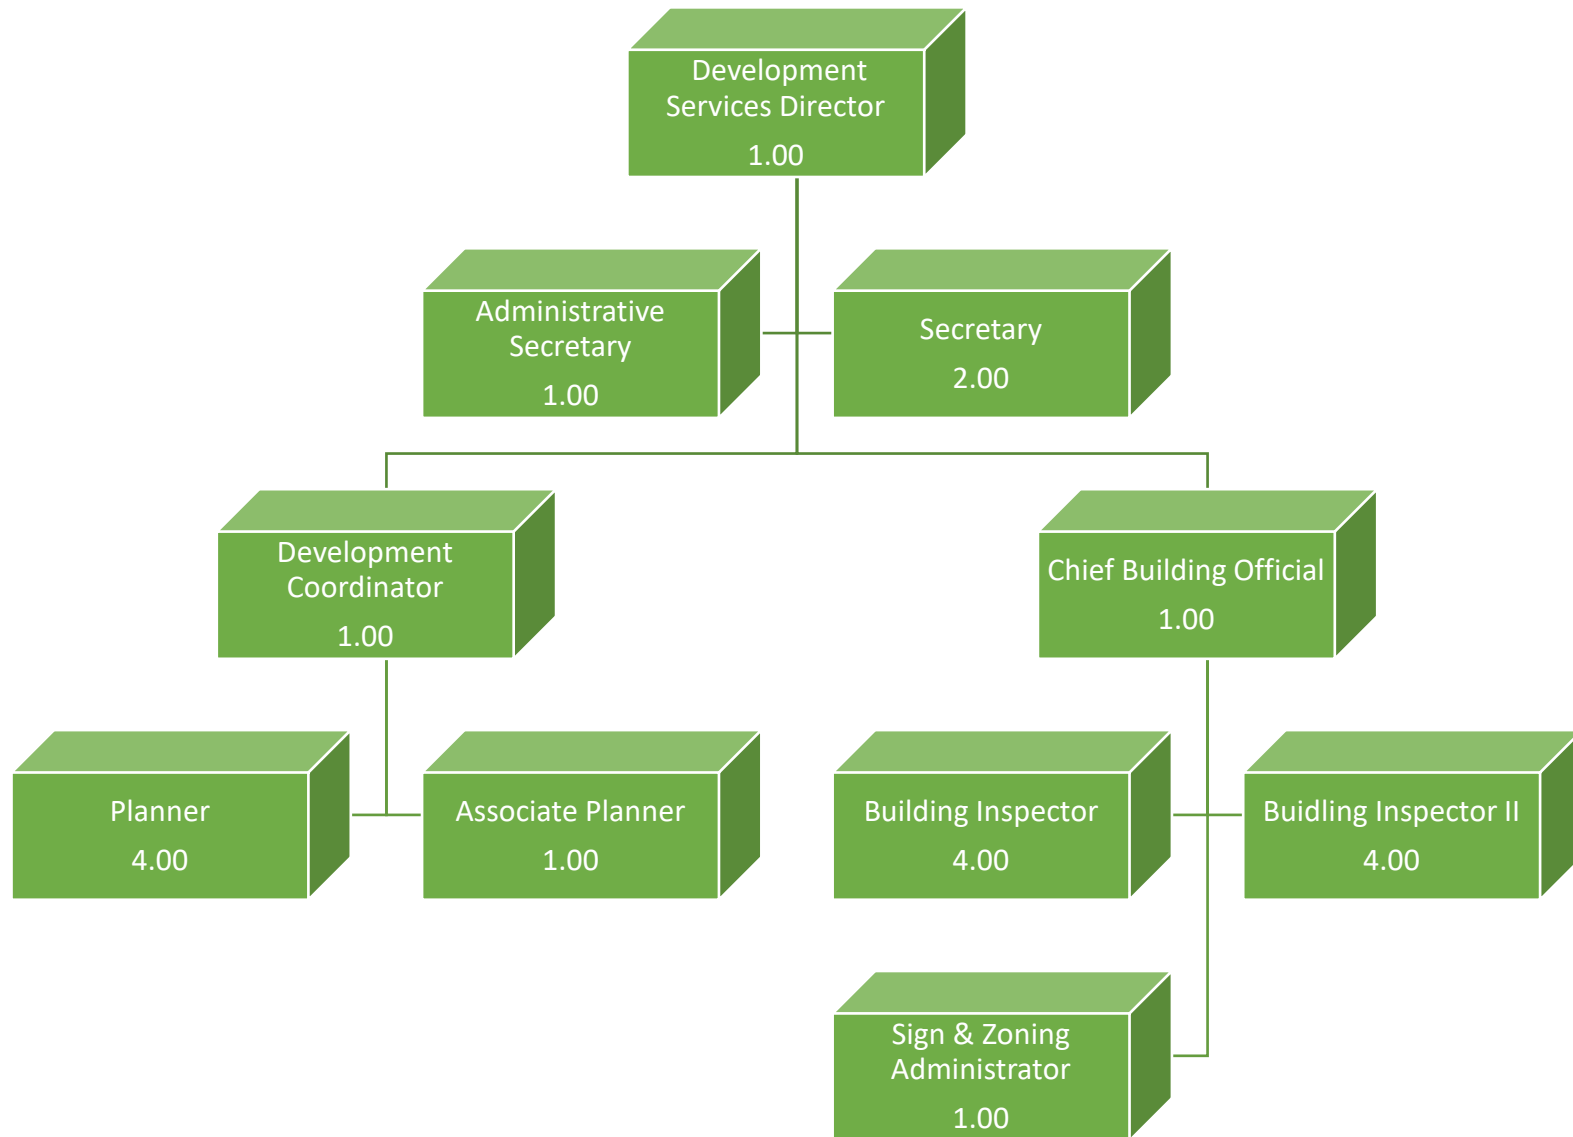 Development
Services Director
1.00
Administrative
Secretary
1.00
Secretary
2.00
Development
Coordinator
1.00
Chief Building Official
1.00
Planner
4.00
Associate Planner
1.00
Building Inspector
4.00
Buidling Inspector II
4.00
Sign & Zoning
Administrator
1.00